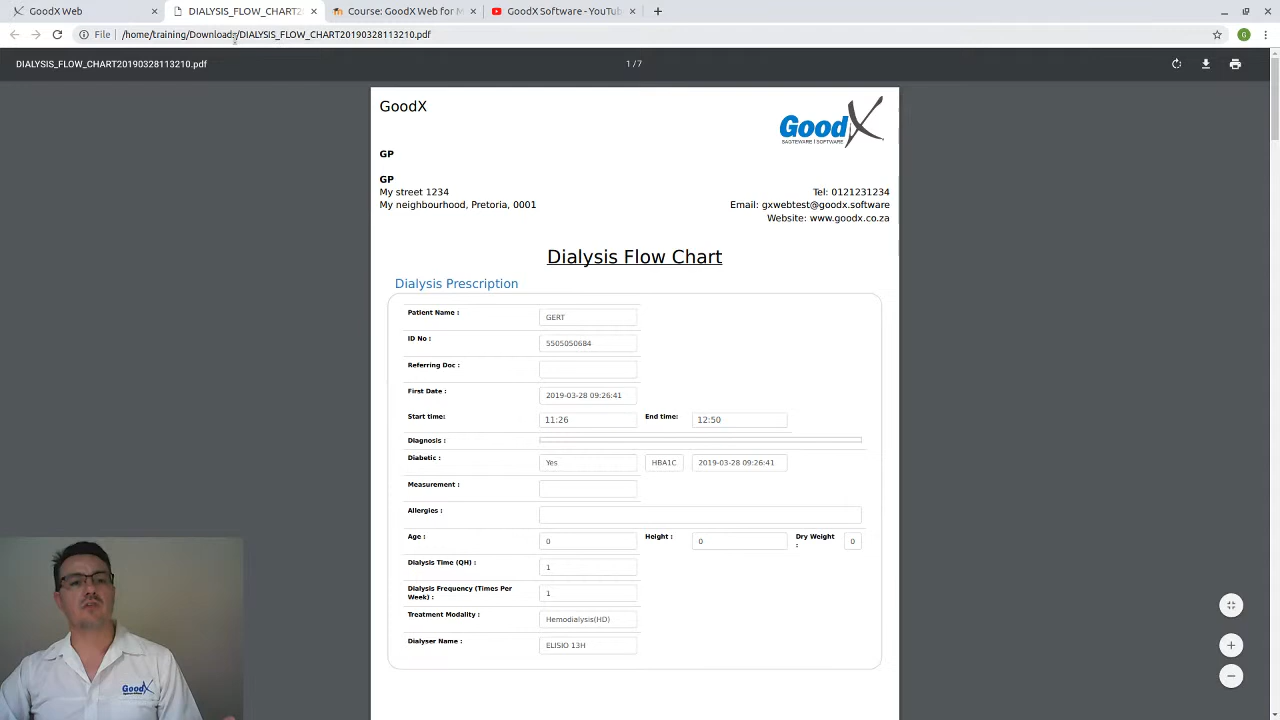 GoodX Web
DIALYSIS_FLOW_CHART2
Course: GoodX Web for M
GoodX Software - YouTub
File | /home/training/Downloads/DIALYSIS_FLOW_CHART20190328113210.pdf
G
DIALYSIS_FLOW_CHART20190328113210.pdf
1 / 7
GoodX
GoodX
SAGTEWARE | SOFTWARE
GP
GP
My street 1234
Tel: 0121231234
My neighbourhood, Pretoria, 0001
Email: gxwebtest@goodx.software
Website: www.goodx.co.za
Dialysis Flow Chart
Dialysis Prescription
Patient Name : GERT
ID No : 5505050684
Referring Doc :
First Date : 2019-03-28 09:26:41
Start time: 11:26 End time: 12:50
Diagnosis :
Diabetic : Yes HBA1C 2019-03-28 09:26:41
Measurement :
Allergies :
Age : 0 Height : 0 Dry Weight : 0
Dialysis Time (QH) : 1
Dialysis Frequency (Times Per
Week) : 1
Treatment Modality : Hemodialysis(HD)
Dialyser Name : ELISIO 13H
GoodX